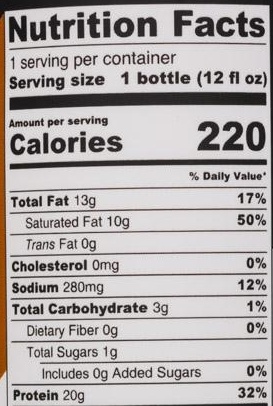 Nutrition Facts
1 serving per container
Serving size 1 bottle (12 fl oz)
Amount per serving
Calories 220
% Daily Value*
Total Fat 13g 17%
Saturated Fat 10g 50%
Trans Fat 0g
Cholesterol 0mg 0%
Sodium 280mg 12%
Total Carbohydrate 3g 1%
Dietary Fiber 0g 0%
Total Sugars 1g
Includes 0g Added Sugars 0%
Protein 20g 32%